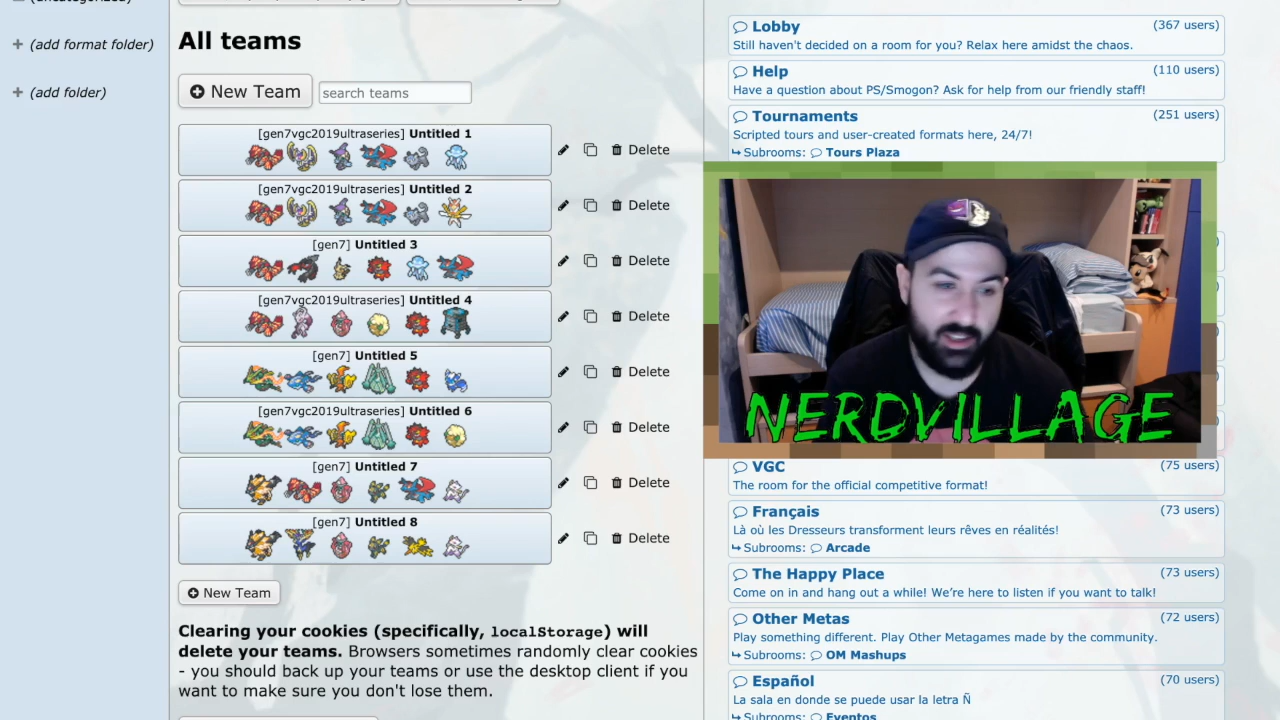 (uncategorized)
+ (add format folder)
+ (add folder)
All teams
New Team
search teams
[gen7vgc2019ultraseries] Untitled 1
Delete
[gen7vgc2019ultraseries] Untitled 2
Delete
[gen7] Untitled 3
Delete
[gen7vgc2019ultraseries] Untitled 4
Delete
[gen7] Untitled 5
Delete
[gen7vgc2019ultraseries] Untitled 6
Delete
[gen7] Untitled 7
Delete
[gen7] Untitled 8
Delete
New Team
Clearing your cookies (specifically, localStorage) will
delete your teams. Browsers sometimes randomly clear cookies
- you should back up your teams or use the desktop client if you
want to make sure you don't lose them.
Lobby (367 users)
Still haven't decided on a room for you? Relax here amidst the chaos.
Help (110 users)
Have a question about PS/Smogon? Ask for help from our friendly staff!
Tournaments (251 users)
Scripted tours and user-created formats here, 24/7!
↳ Subrooms: Tours Plaza
NERDVILLAGE
VGC (75 users)
The room for the official competitive format!
Français (73 users)
Là où les Dresseurs transforment leurs rêves en réalités!
↳ Subrooms: Arcade
The Happy Place (73 users)
Come on in and hang out a while! We're here to listen if you want to talk!
Other Metas (72 users)
Play something different. Play Other Metagames made by the community.
↳ Subrooms: OM Mashups
Español (70 users)
La sala en donde se puede usar la letra Ñ
↳ Subrooms: Eventos